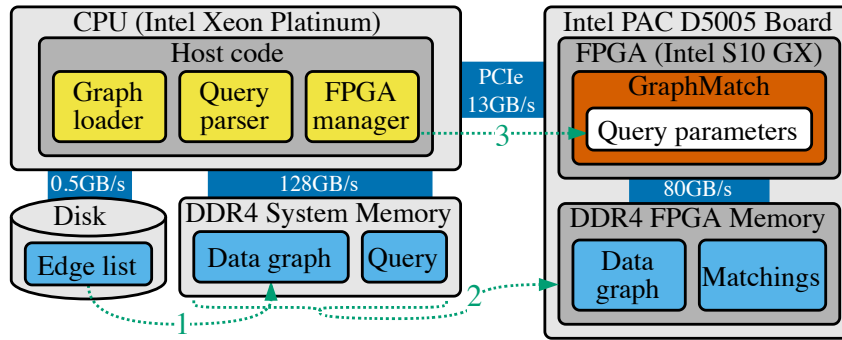 CPU (Intel Xeon Platinum)
Host code
Graph
loader
Query
parser
FPGA
manager
PCIe
13GB/s
Intel PAC D5005 Board
FPGA (Intel S10 GX)
GraphMatch
Query parameters
3
0.5GB/s
128GB/s
80GB/s
Disk
Edge list
DDR4 System Memory
Data graph
Query
DDR4 FPGA Memory
Data
graph
Matchings
1
2